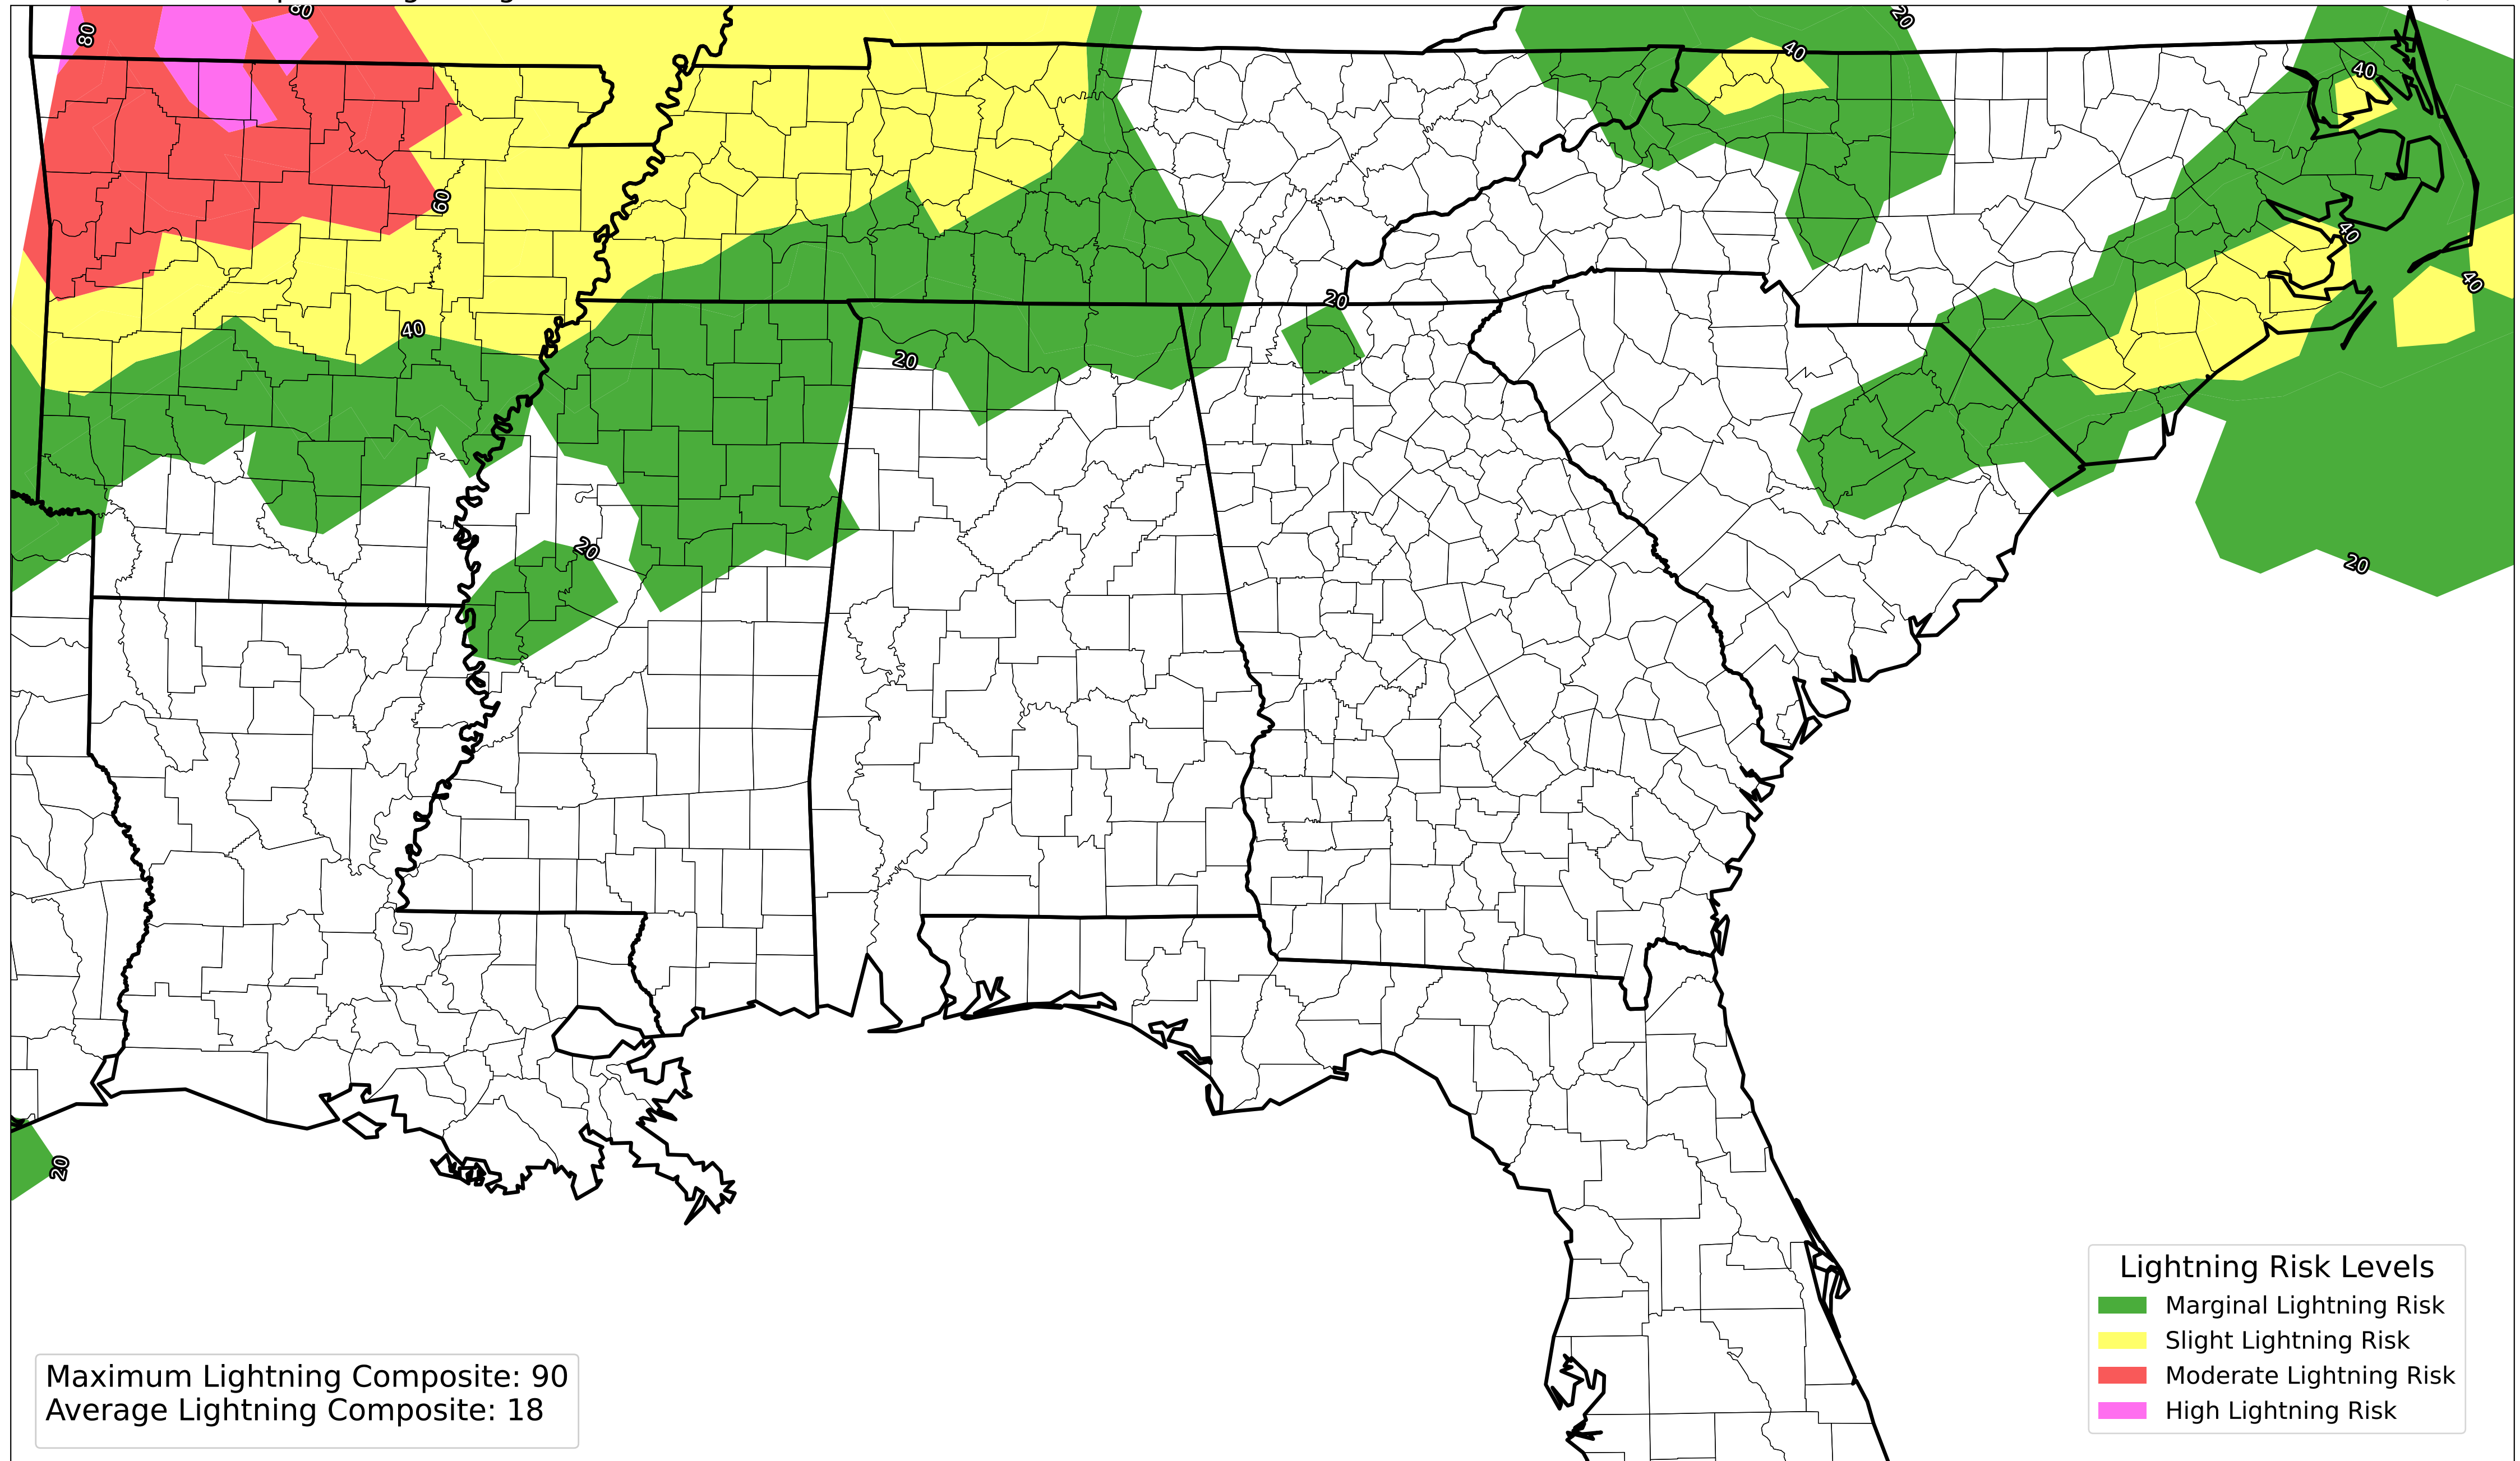 80
80
20
40
40
60
40
40
20
40
20
20
20
20
20
Lightning Risk Levels
Marginal Lightning Risk
Slight Lightning Risk
Moderate Lightning Risk
High Lightning Risk
Maximum Lightning Composite: 90
Average Lightning Composite: 18